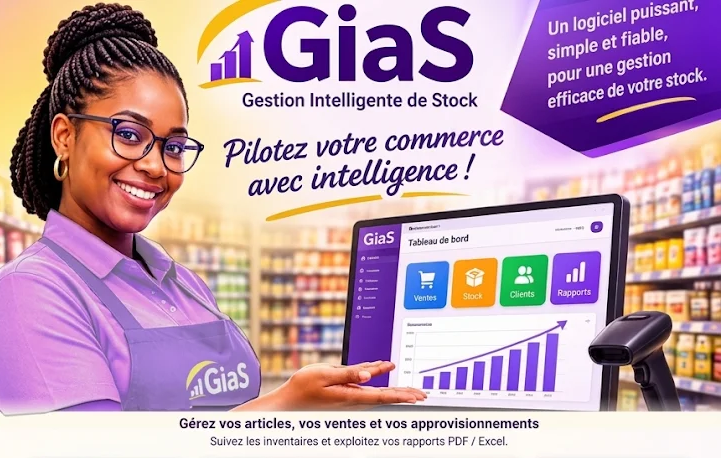 GiaS
Gestion Intelligente de Stock
Un logiciel puissant,
simple et fiable,
pour une gestion
efficace de votre stock.
Pilotez votre commerce
avec intelligence !
GiaS
Tableau de bord
Ventes
Stock
Clients
Rapports
GiaS
Gérez vos articles, vos ventes et vos approvisionnements
Suivez les inventaires et exploitez vos rapports PDF / Excel.